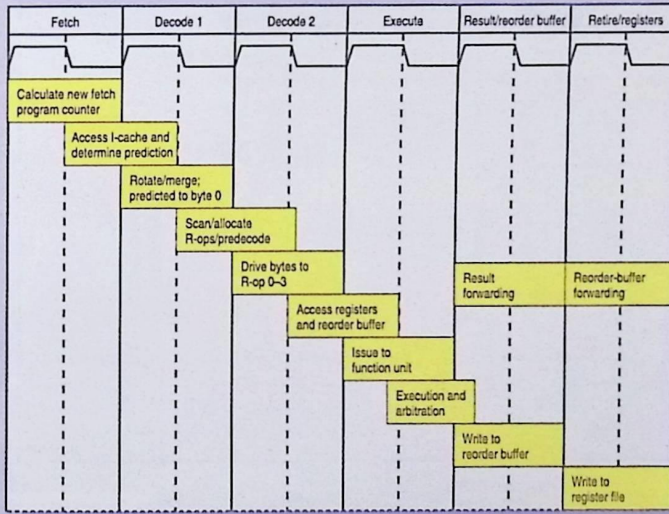 Fetch
Decode 1
Decode 2
Execute
Result/reorder buffer
Retire/registers
Calculate new fetch
program counter
Access I-cache and
determine prediction
Rotate/merge;
predicted to byte 0
Scan/allocate
R-ops/predecode
Drive bytes to
R-op 0–3
Result
forwarding
Reorder-buffer
forwarding
Access registers
and reorder buffer
Issue to
function unit
Execution and
arbitration
Write to
reorder buffer
Write to
register file